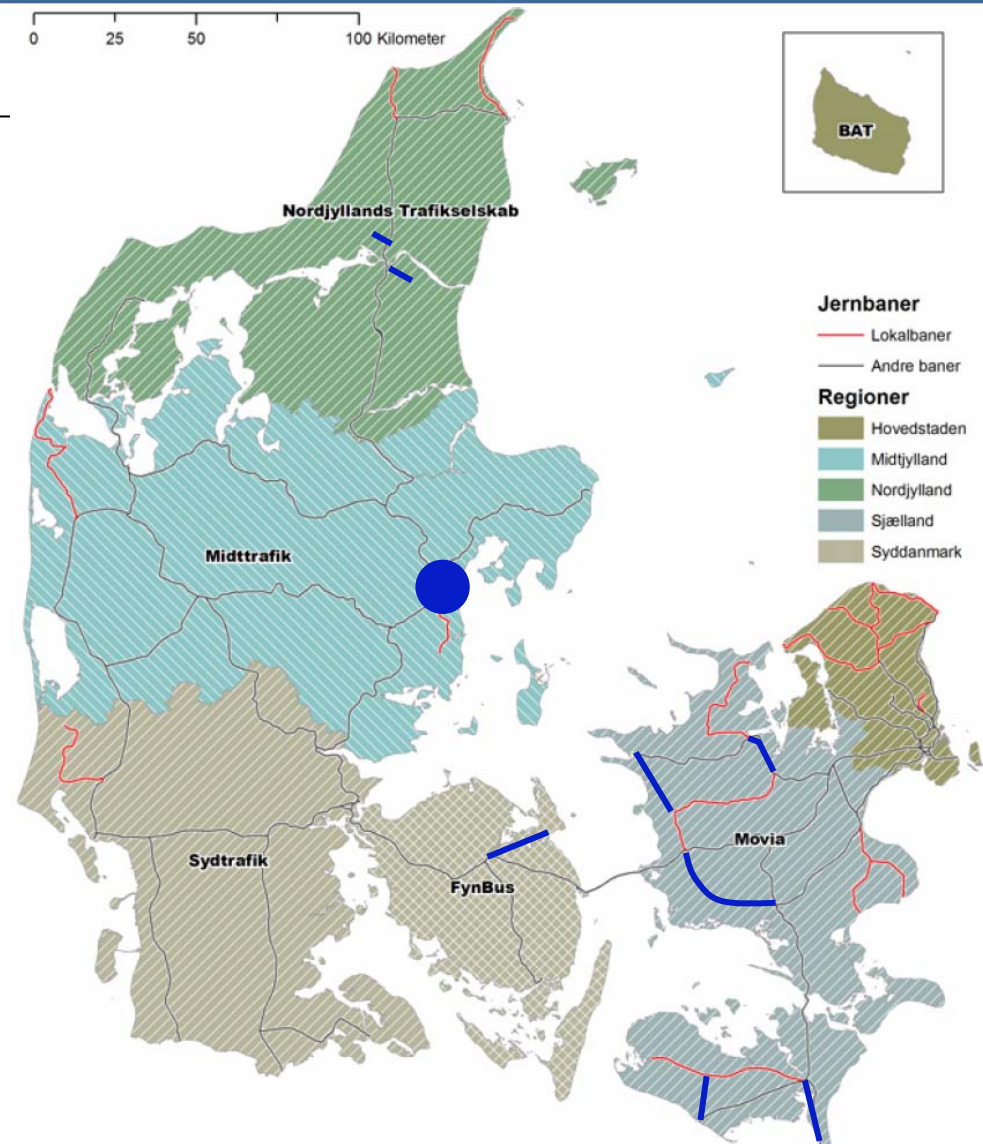 0 25 50 100 Kilometer
BAT
Nordjyllands Trafikselskab
Jernbaner
Lokalbaner
Andre baner
Regioner
Hovedstaden
Midtjylland
Nordjylland
Sjælland
Syddanmark
Midttrafik
Movia
Sydtrafik
FynBus